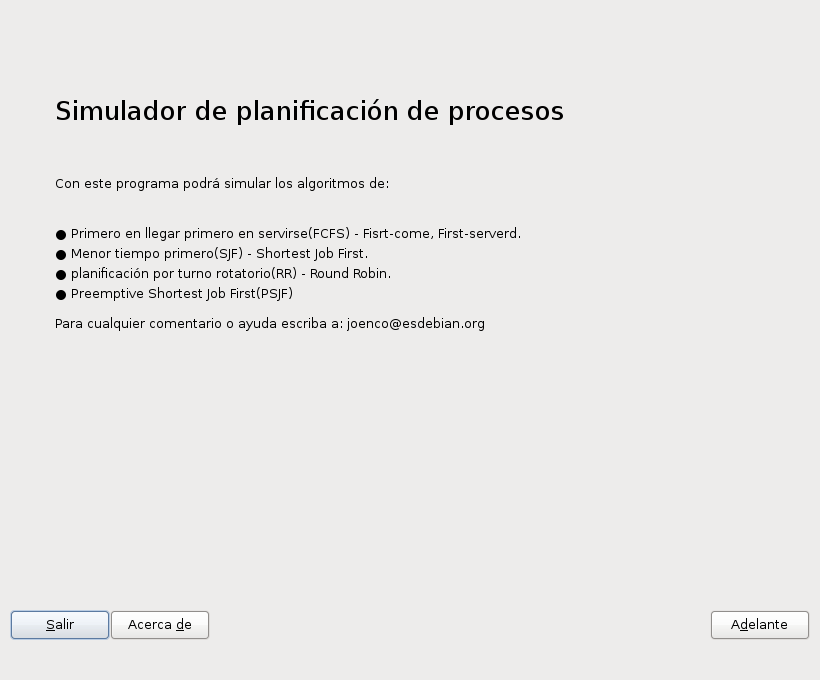 Simulador de planificación de procesos
Con este programa podrá simular los algoritmos de:
● Primero en llegar primero en servirse(FCFS) - Fisrt-come, First-serverd.
● Menor tiempo primero(SJF) - Shortest Job First.
● planificación por turno rotatorio(RR) - Round Robin.
● Preemptive Shortest Job First(PSJF)
Para cualquier comentario o ayuda escriba a: joenco@esdebian.org
Salir Acerca de Adelante